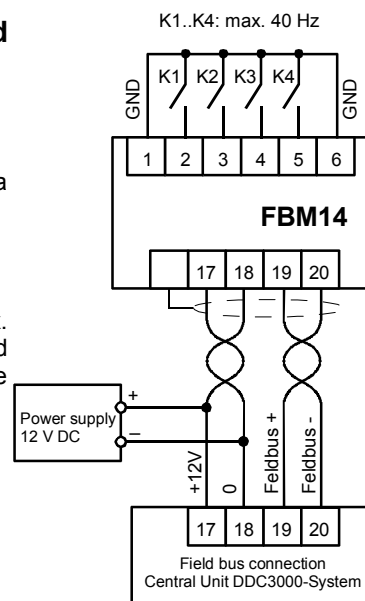 K1..K4: max. 40 Hz
d
K1 K2 K3 K4
GND GND
1 2 3 4 5 6
a
FBM14
17 18 19 20
.
d
e
+
Power supply
12 V DC
–
+12V 0 Feldbus + Feldbus -
17 18 19 20
Field bus connection
Central Unit DDC3000-System